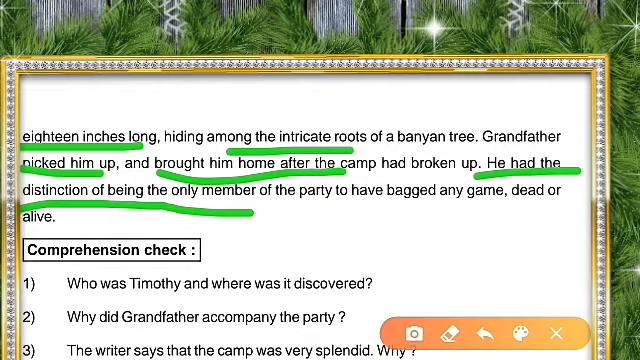 eighteen inches long, hiding among the intricate roots of a banyan tree. Grandfather
picked him up, and brought him home after the camp had broken up. He had the
distinction of being the only member of the party to have bagged any game, dead or
alive.
Comprehension check :
1) Who was Timothy and where was it discovered?
2) Why did Grandfather accompany the party ?
3) The writer says that the camp was very splendid. Why ?